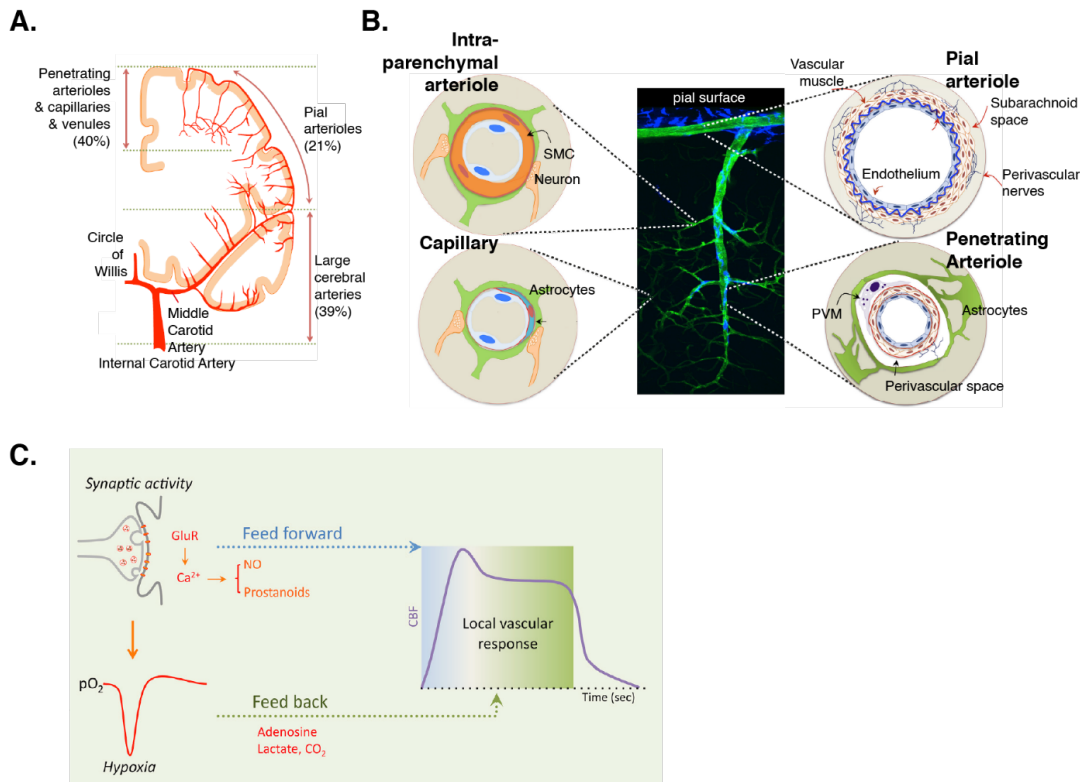 A.
Penetrating
arterioles
& capillaries
& venules
(40%)
Pial
arterioles
(21%)
Circle
of
Willis
Large
cerebral
arteries
(39%)
Middle
Carotid
Artery
Internal Carotid Artery
B.
Intra-
parenchymal
arteriole
SMC
Neuron
Capillary
Astrocytes
pial surface
Vascular
muscle
Pial
arteriole
Subarachnoid
space
Endothelium
Perivascular
nerves
Penetrating
Arteriole
PVM
Astrocytes
Perivascular space
C.
Synaptic activity
GluR
Ca²⁺
NO
Prostanoids
Feed forward
CBF
Local vascular
response
Time (sec)
pO₂
Hypoxia
Feed back
Adenosine
Lactate, CO₂